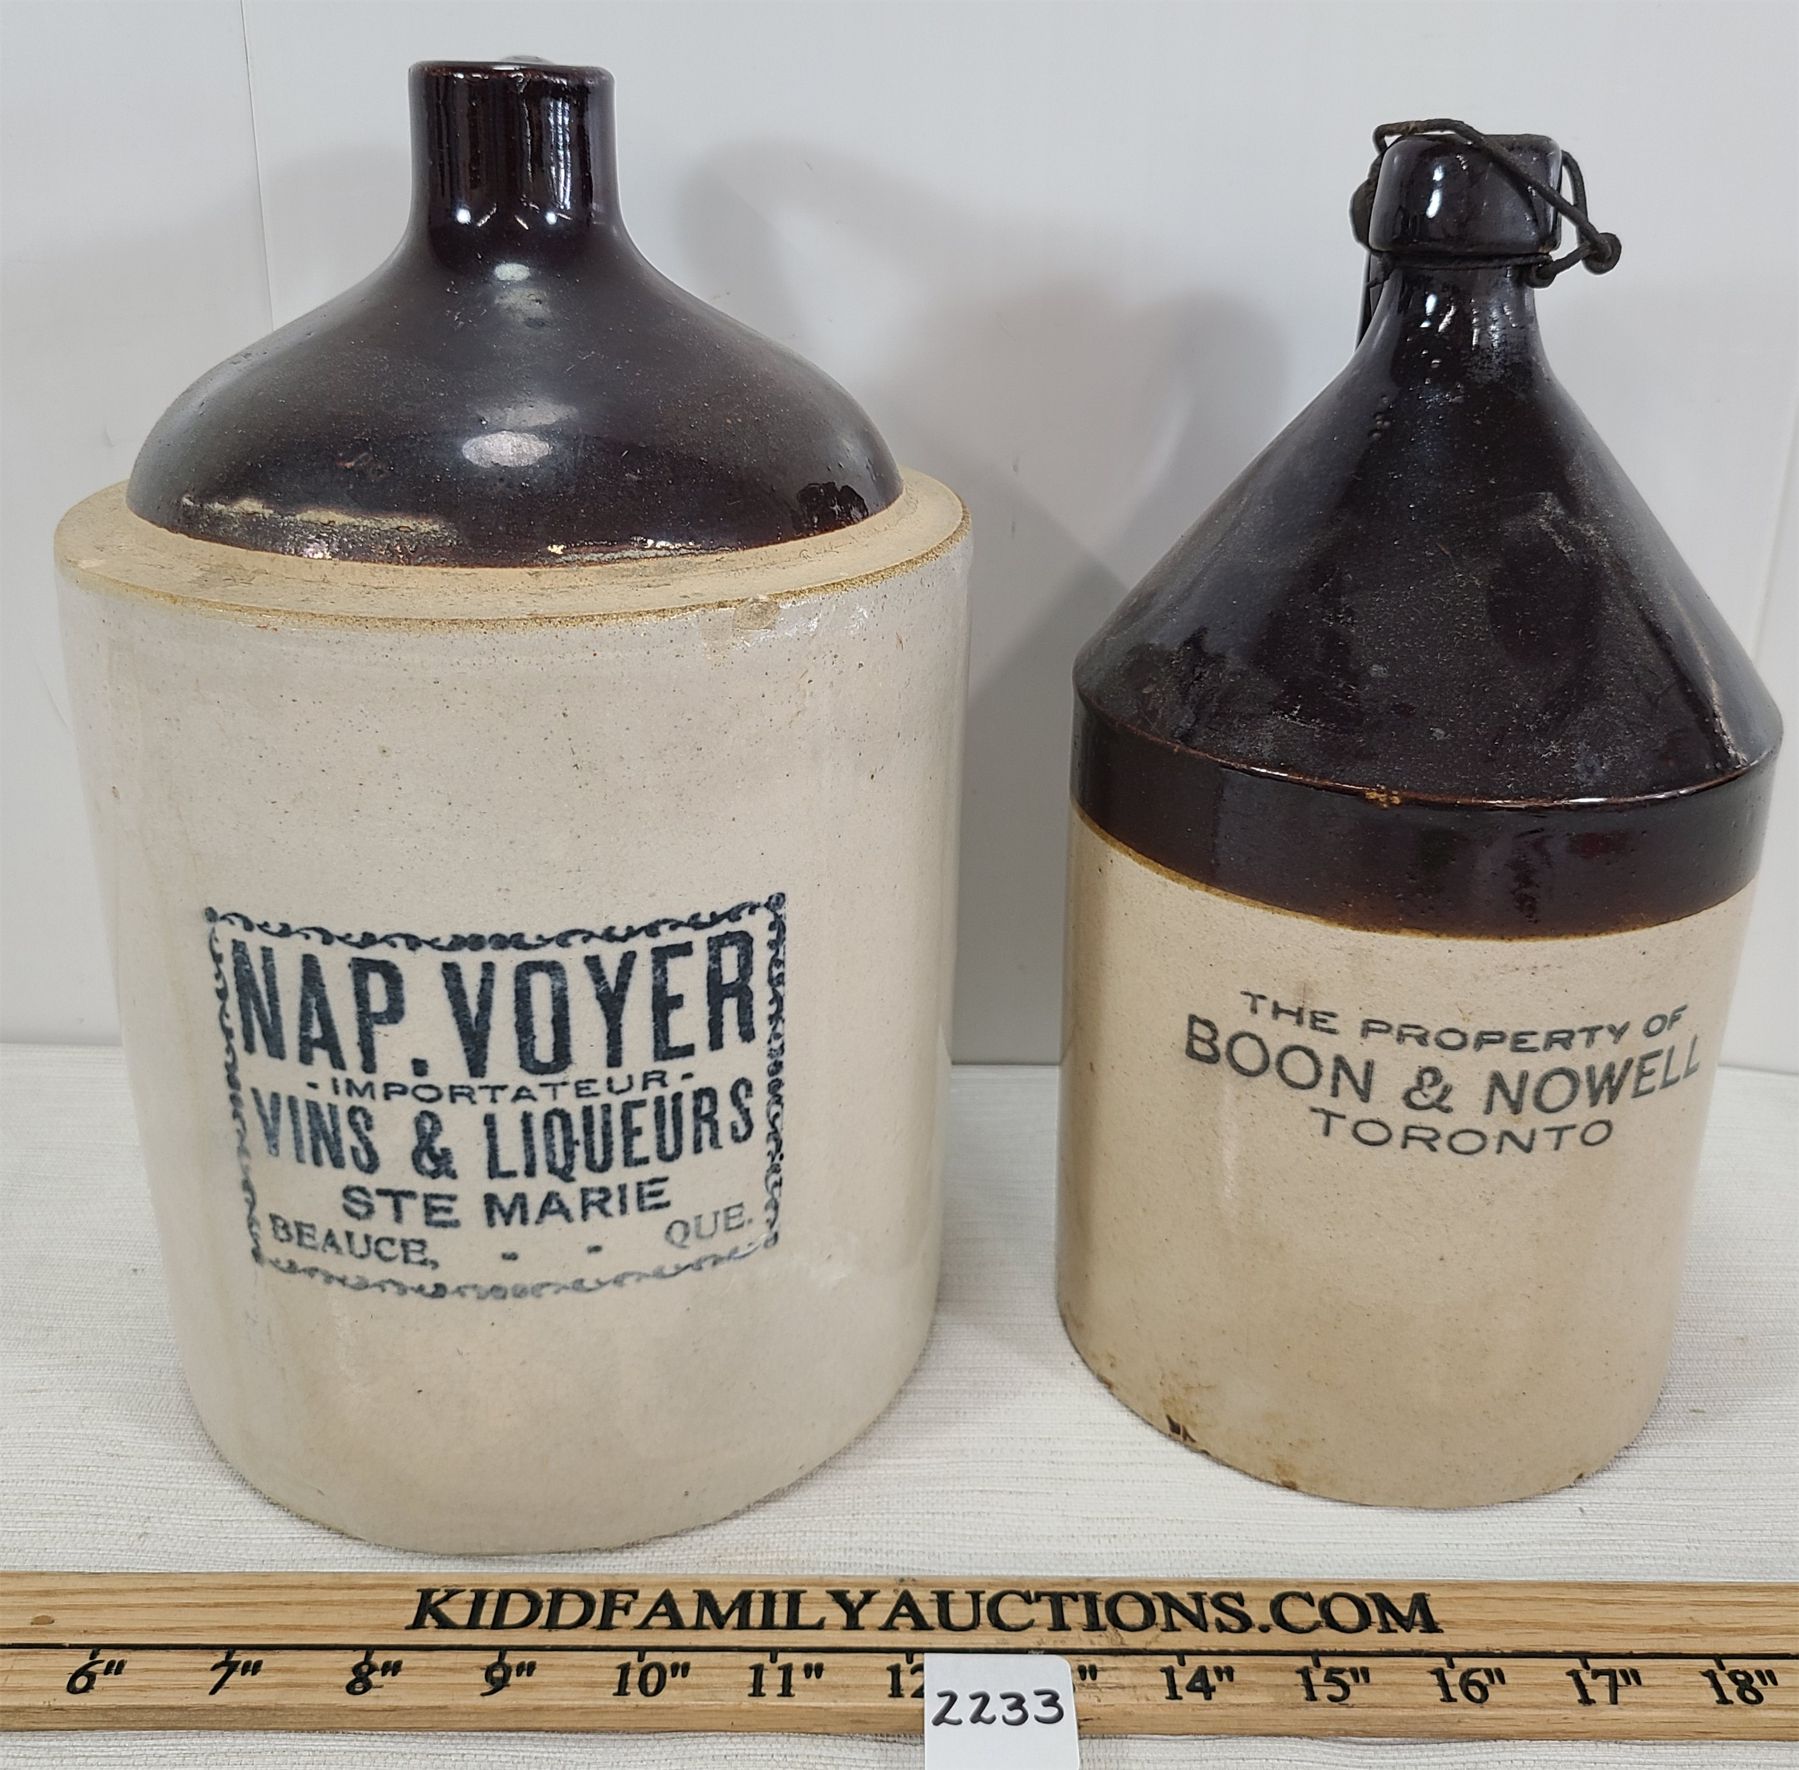 NAP. VOYER
- IMPORTATEUR -
VINS & LIQUEURS
STE MARIE
BEAUCE, - - QUE.
THE PROPERTY OF
BOON & NOWELL
TORONTO
KIDDFAMILYAUCTIONS.COM
6" 7" 8" 9" 10" 11" 12 " 14" 15" 16" 17" 18"
2233